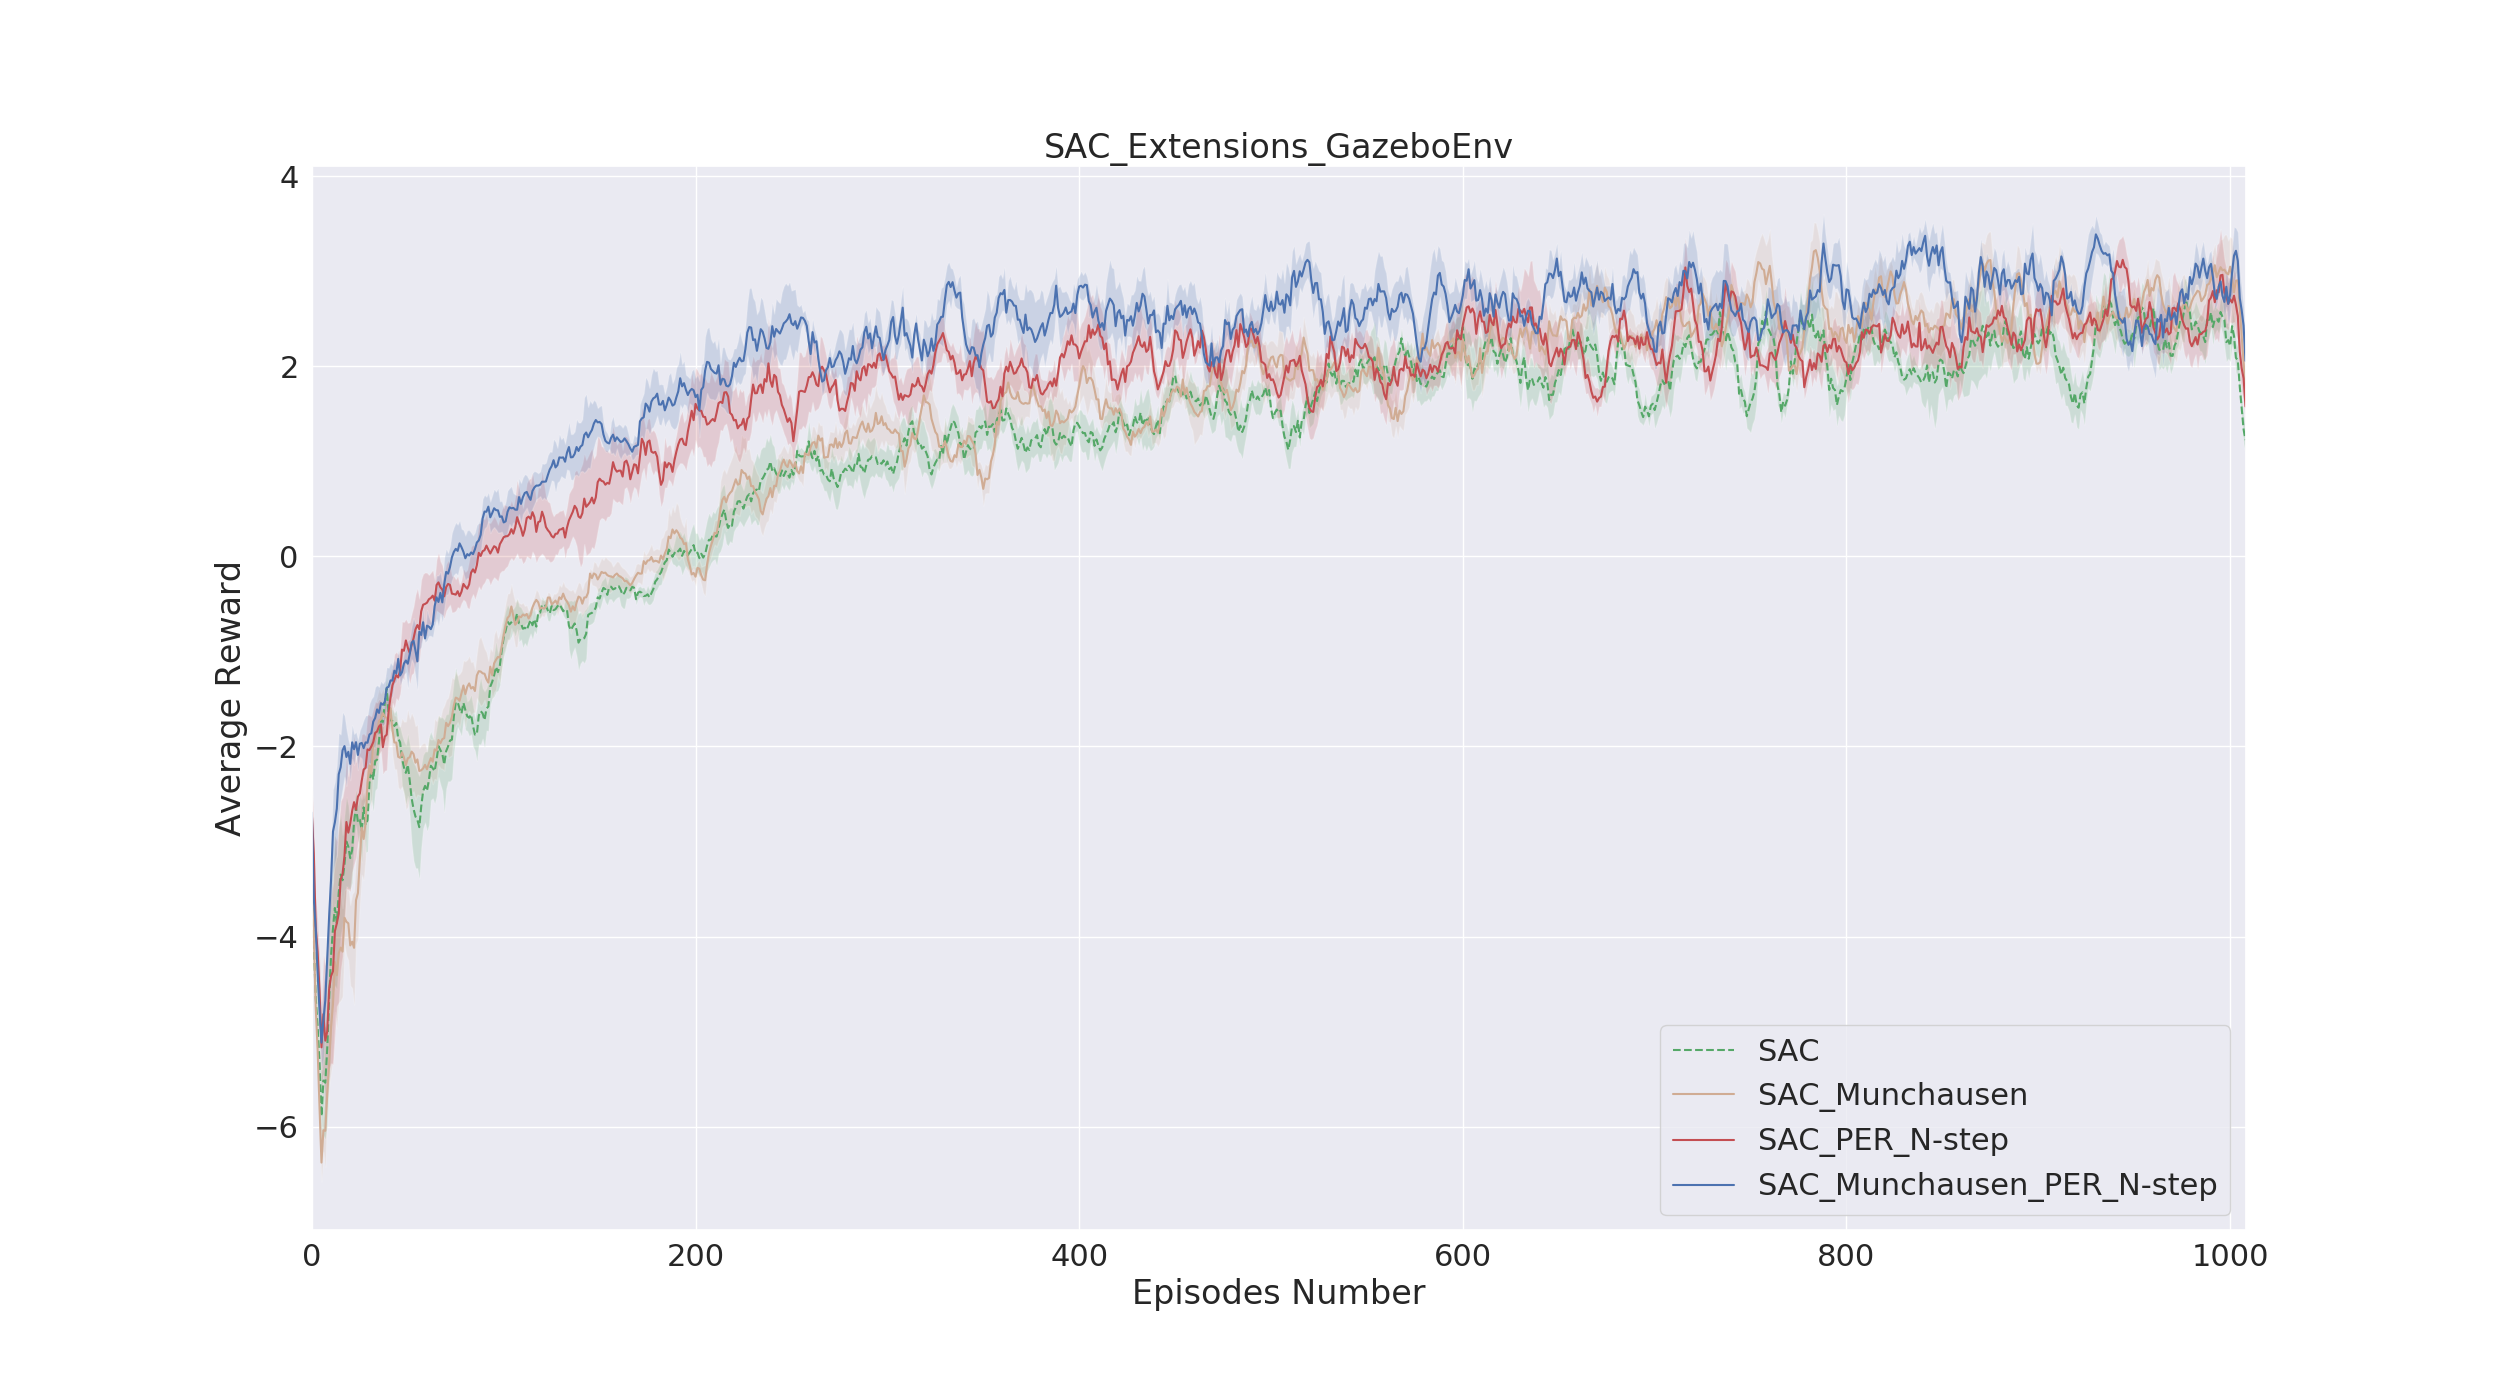 SAC_Extensions_GazeboEnv
4
2
0
−2
−4
−6
Average Reward
0
200
400
600
800
1000
Episodes Number
SAC
SAC_Munchausen
SAC_PER_N-step
SAC_Munchausen_PER_N-step